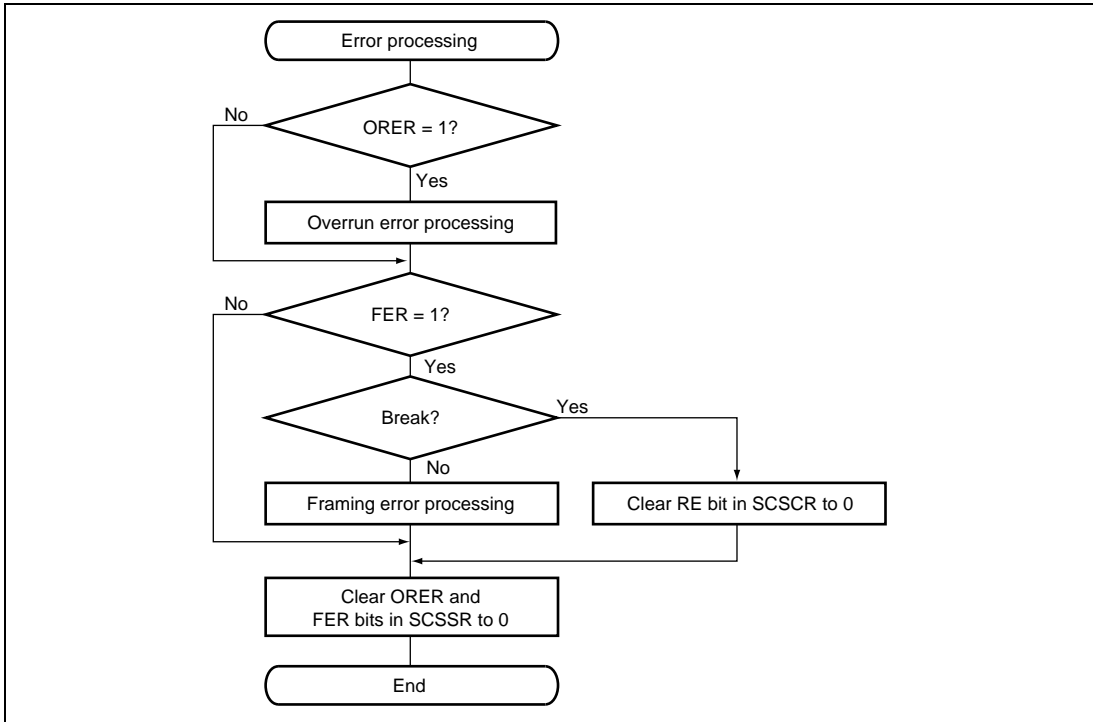 Error processing
No
ORER = 1?
Yes
Overrun error processing
No
FER = 1?
Yes
Break?
Yes
No
Framing error processing
Clear RE bit in SCSCR to 0
Clear ORER and
FER bits in SCSSR to 0
End